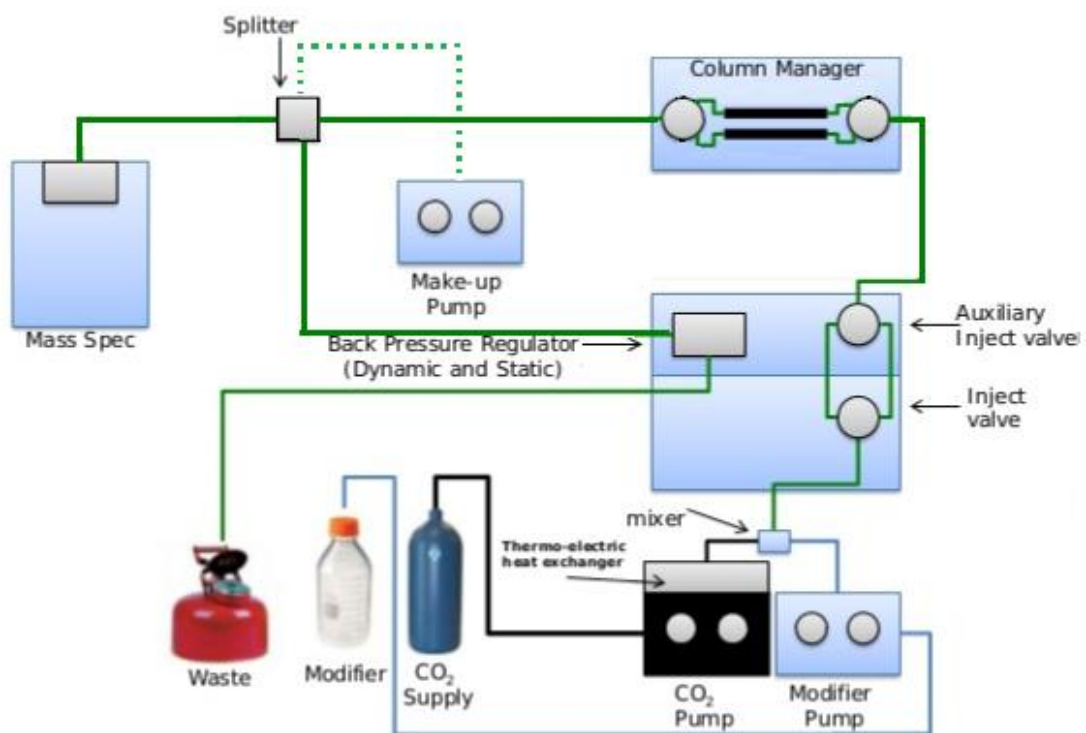 Splitter
Column Manager
Make-up
Pump
Mass Spec
Back Pressure Regulator
(Dynamic and Static)
Auxiliary
Inject valve
Inject
valve
mixer
Thermo-electric
heat exchanger
Waste
Modifier
CO₂
Supply
CO₂
Pump
Modifier
Pump